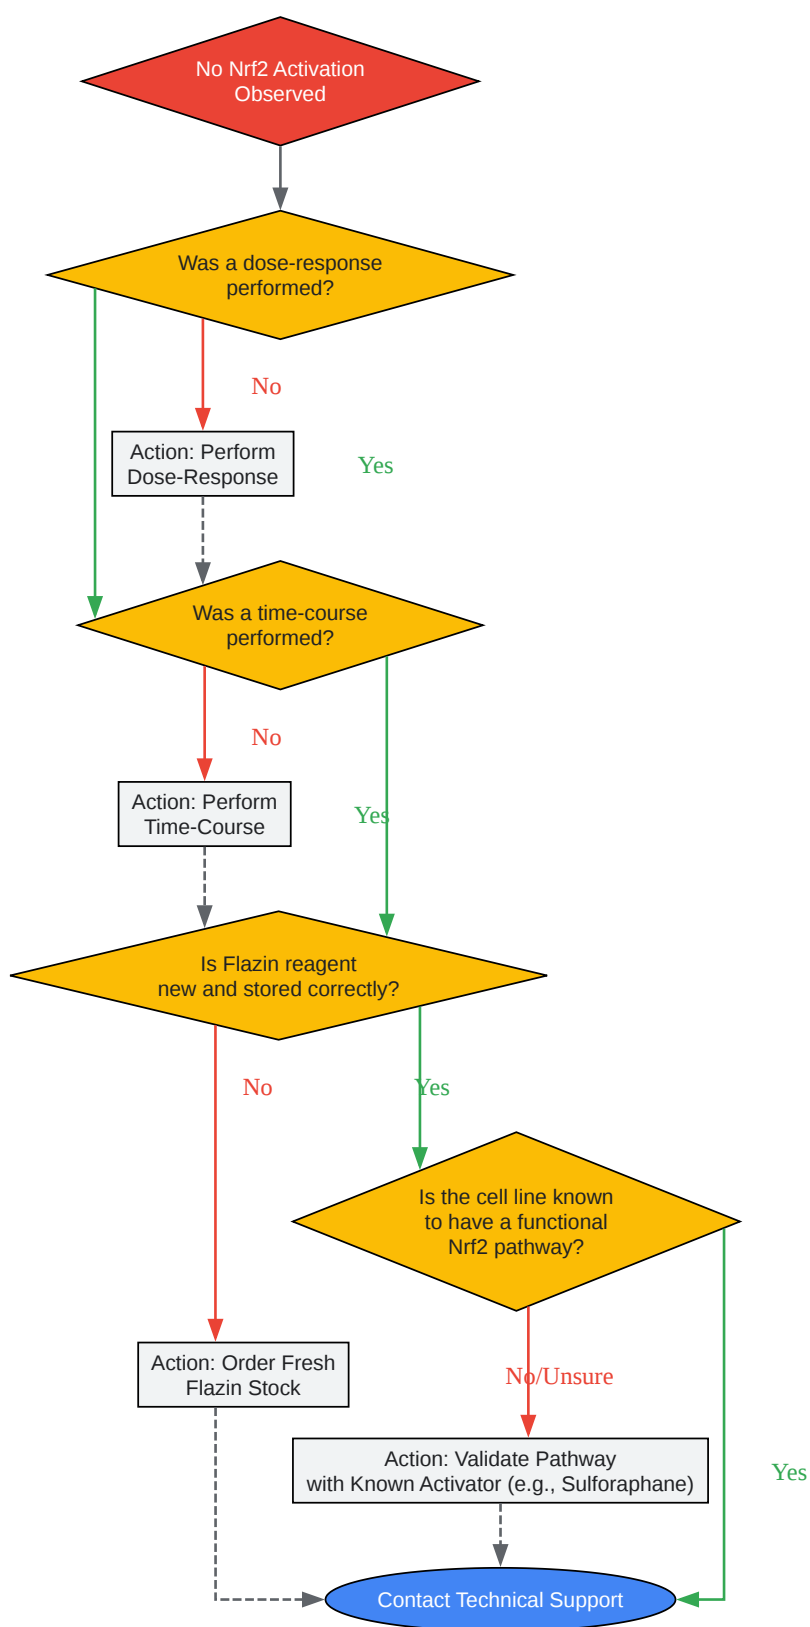 No Nrf2 Activation
Observed
Was a dose-response
performed?
No
Yes
Action: Perform
Dose-Response
Was a time-course
performed?
No
Yes
Action: Perform
Time-Course
Is Flazin reagent
new and stored correctly?
No
Yes
Is the cell line known
to have a functional
Nrf2 pathway?
Action: Order Fresh
Flazin Stock
No/Unsure
Yes
Action: Validate Pathway
with Known Activator (e.g., Sulforaphane)
Contact Technical Support